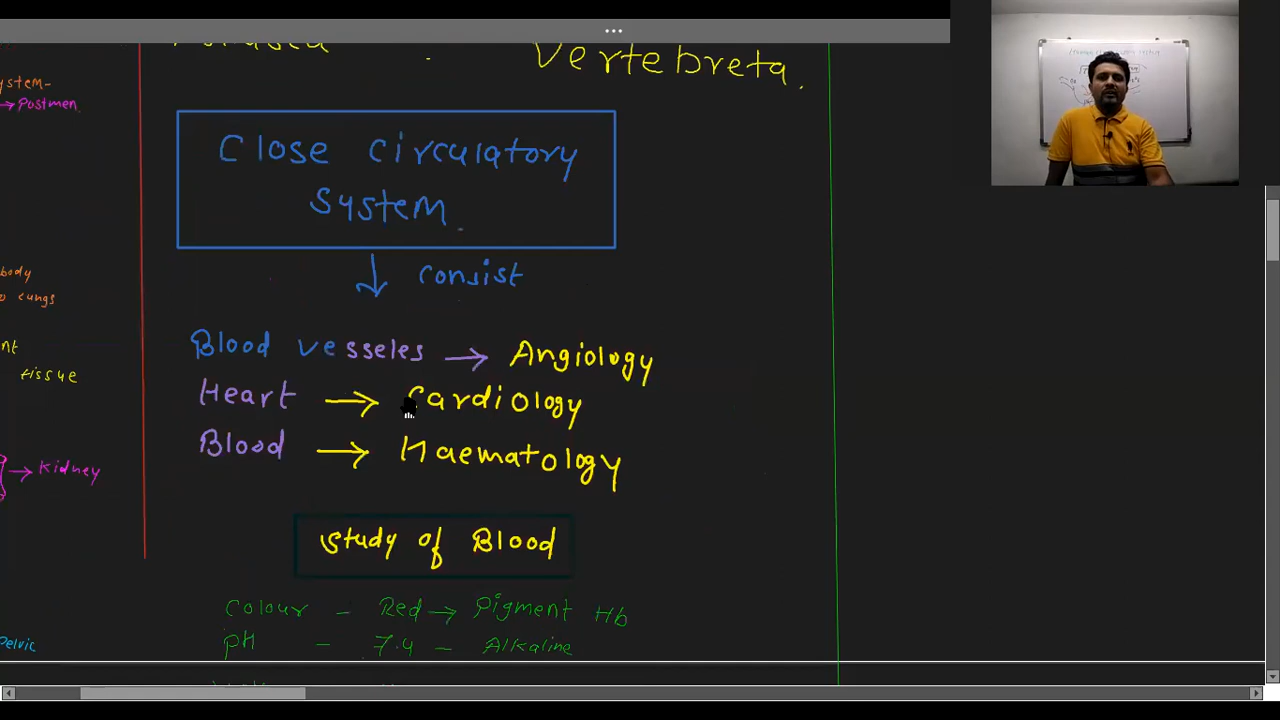 ystem-
→ Postmen
body
o lungs
nt
tissue
→ Kidney
Pelvic
Vertebreta.
Close circulatory
system.
↓ consist
Blood vesseles → Angiology
Heart → Cardiology
Blood → Haematology
study of Blood
colour - Red → Pigment Hb
pH - 7.4 - Alkaline